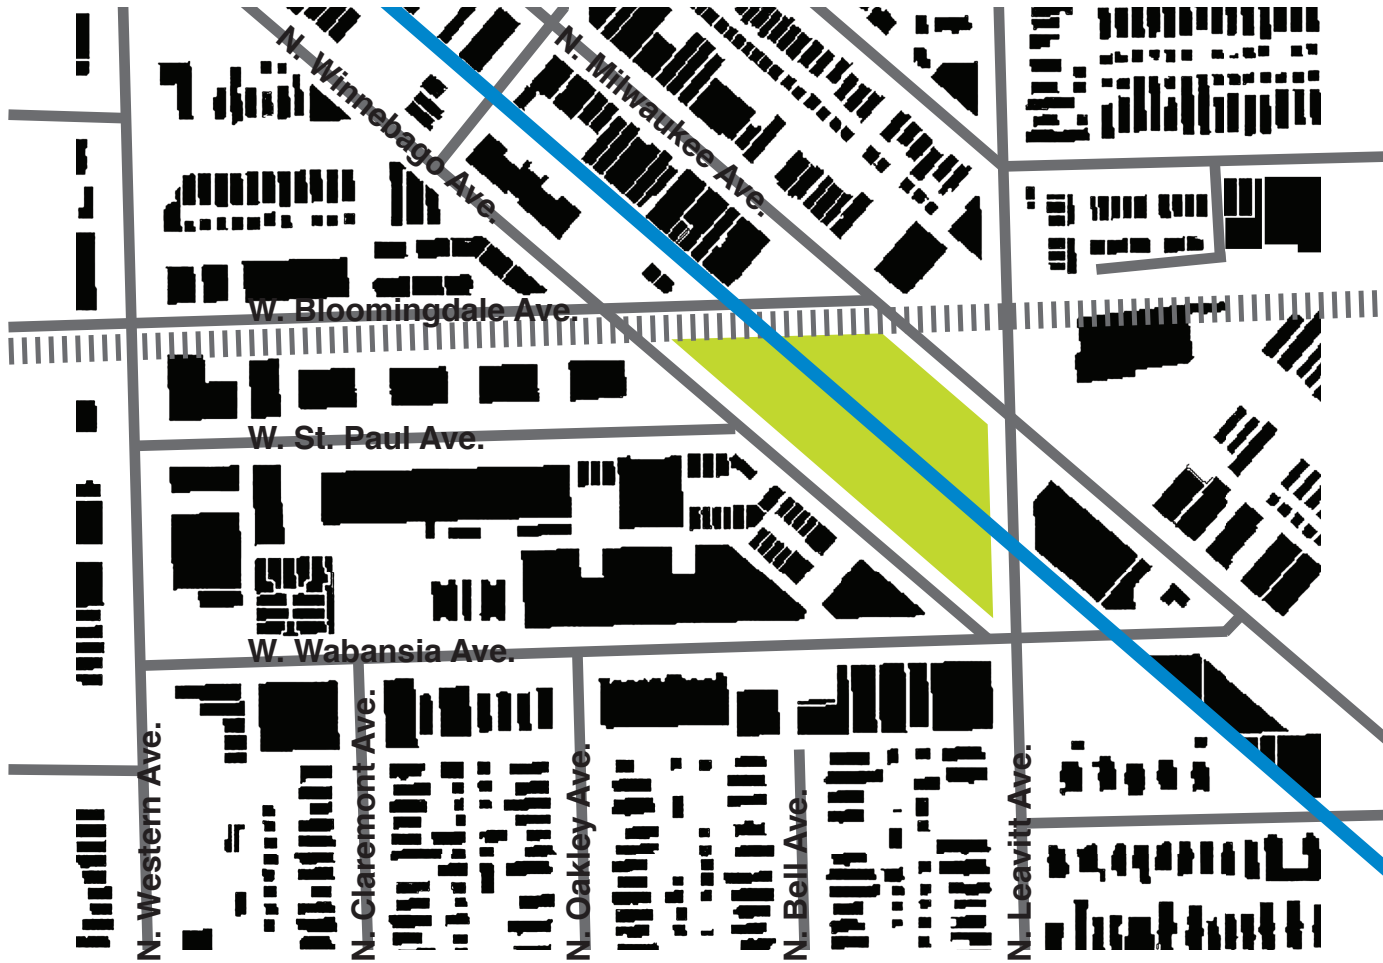 N. Winnebago Ave.
N. Milwaukee Ave.
W. Bloomingdale Ave.
W. St. Paul Ave.
W. Wabansia Ave.
N. Western Ave.
N. Claremont Ave.
N. Oakley Ave.
N. Bell Ave.
N. Leavitt Ave.